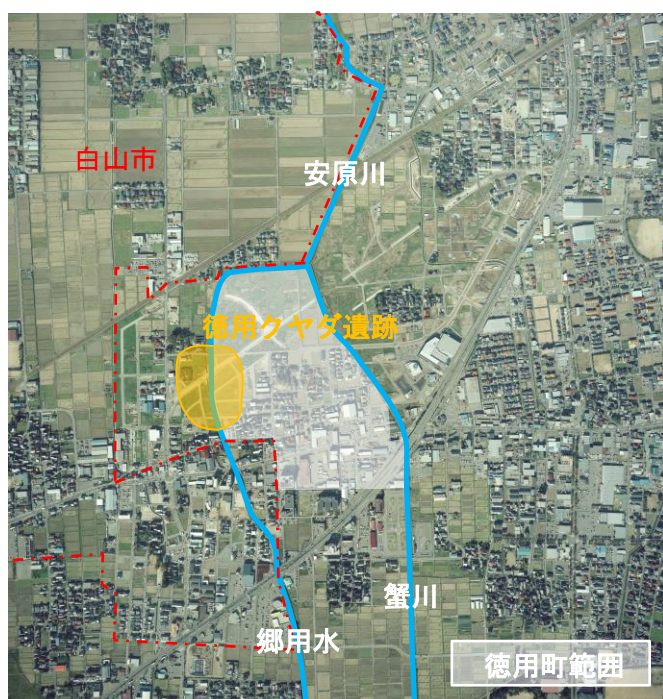 白山市
安原川
徳用クヤダ遺跡
蟹川
郷用水
徳用町範囲